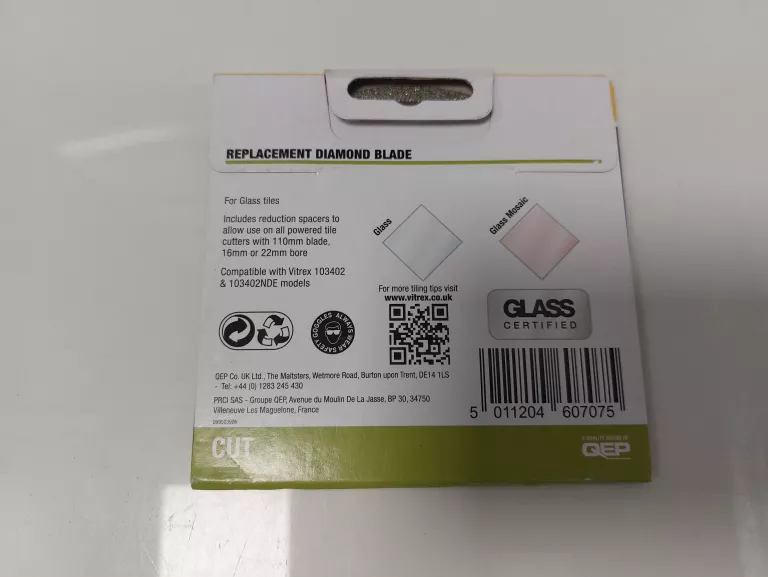 REPLACEMENT DIAMOND BLADE
For Glass tiles
Includes reduction spacers to
allow use on all powered tile
cutters with 110mm blade,
16mm or 22mm bore
Compatible with Vitrex 103402
& 103402NDE models
Glass
Glass Mosaic
For more tiling tips visit
www.vitrex.co.uk
GLASS
CERTIFIED
ALWAYS WEAR SAFETY GOGGLES
QEP Co. UK Ltd., The Maltsters, Wetmore Road, Burton upon Trent, DE14 1LS
- Tel: +44 (0) 1283 245 430
PRCI SAS - Groupe QEP, Avenue du Moulin De La Jasse, BP 30, 34750
Villeneuve Les Maguelone, France
5 011204 607075
CUT
QEP